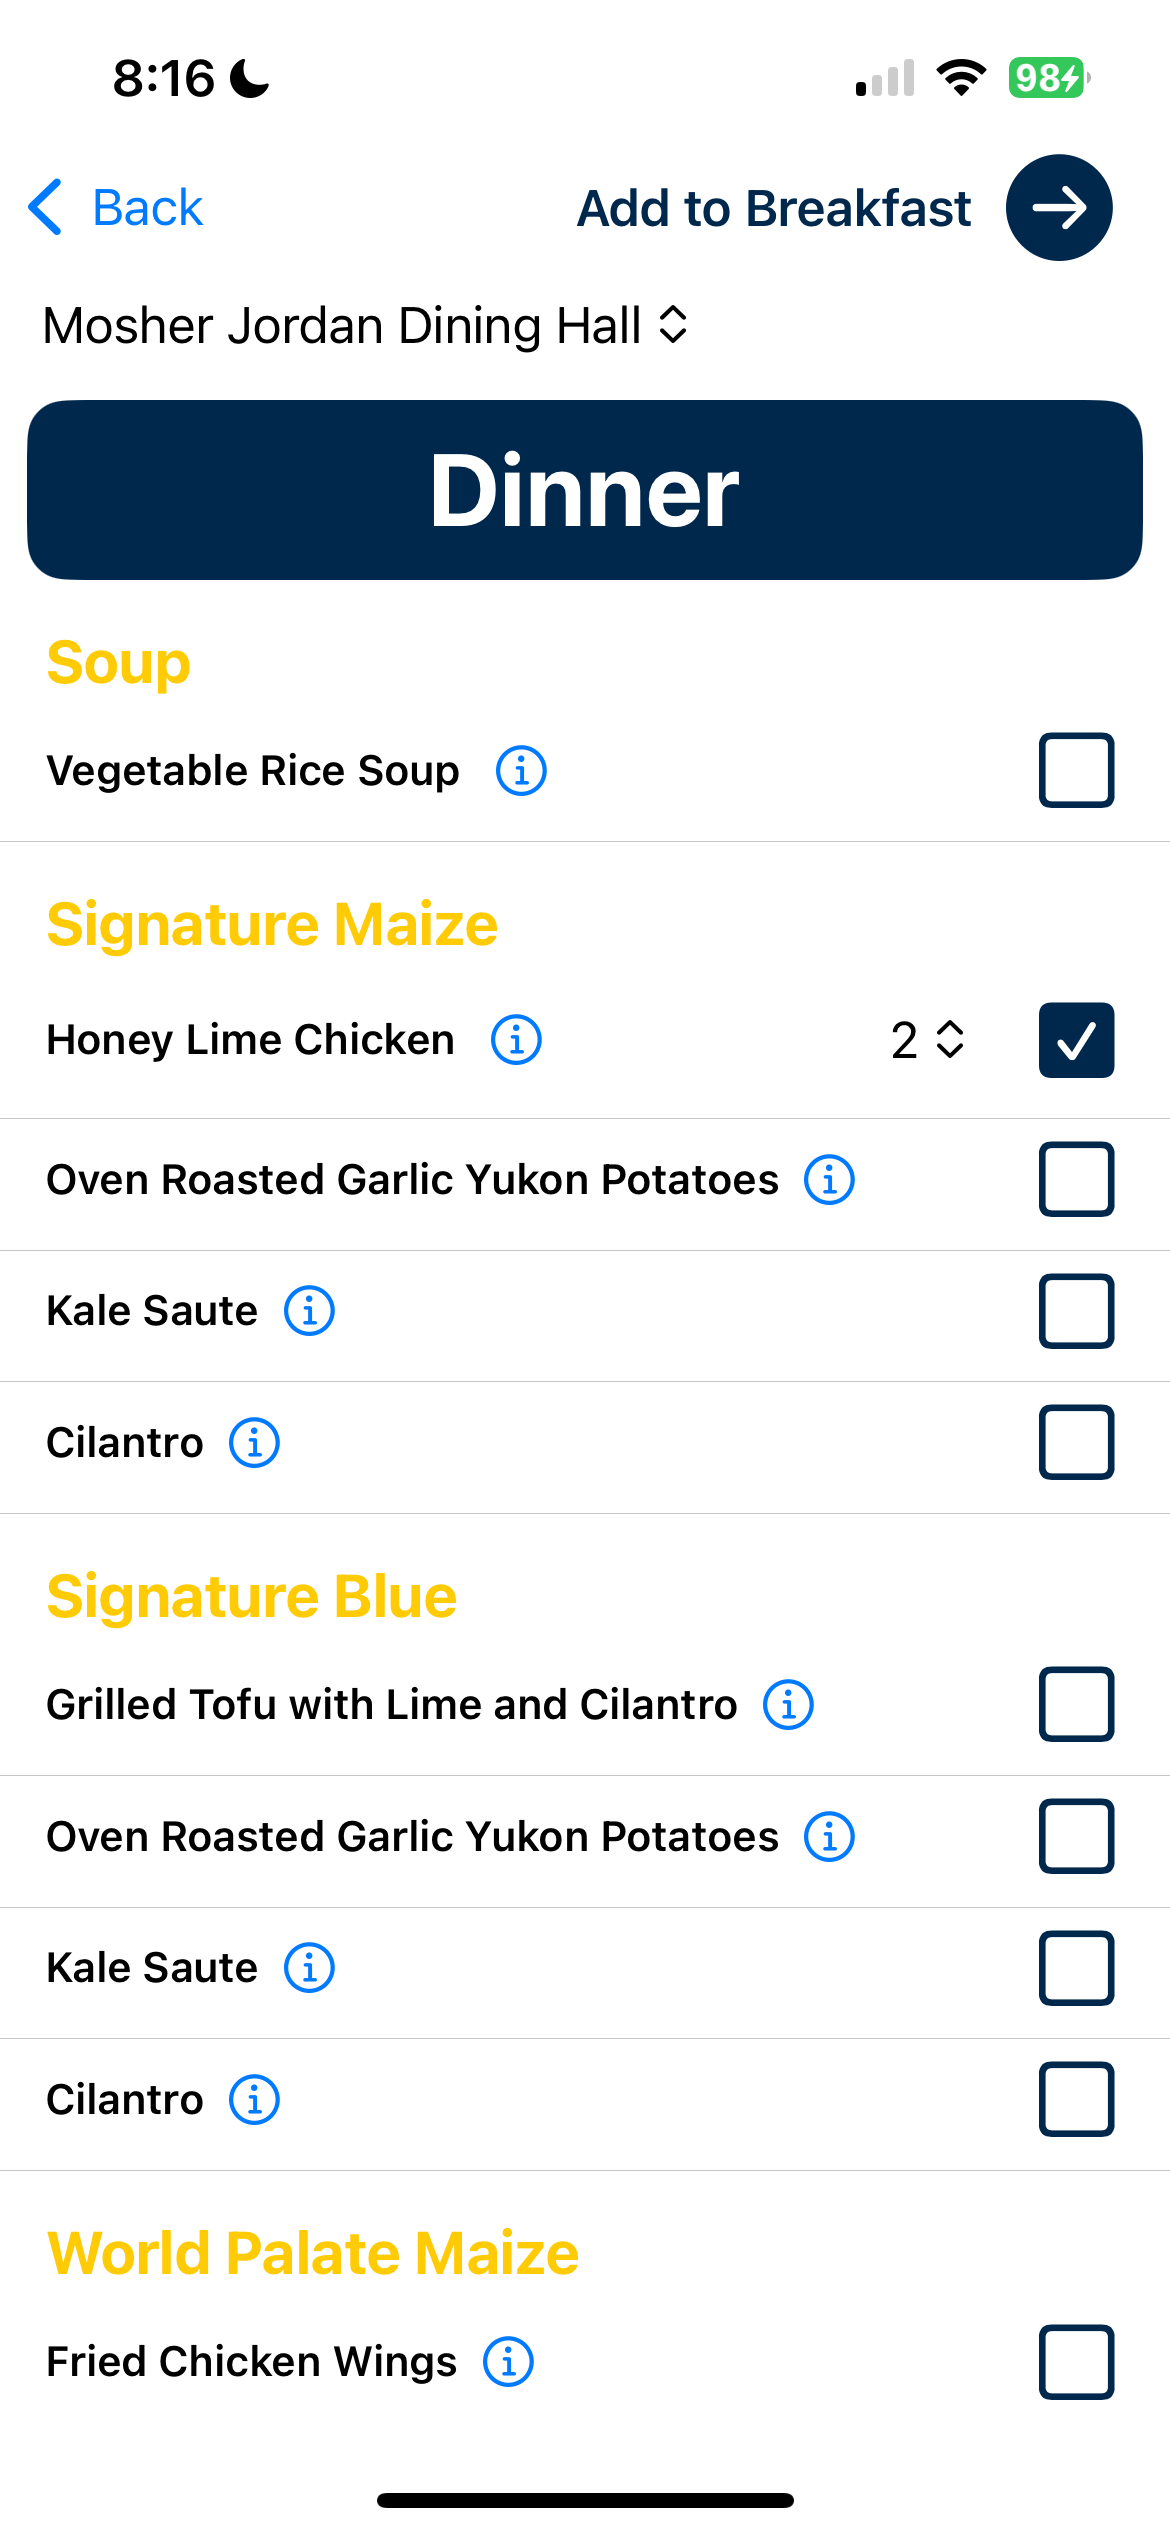 8:16
98
Back
Add to Breakfast
Mosher Jordan Dining Hall
Dinner
Soup
Vegetable Rice Soup
Signature Maize
Honey Lime Chicken 2
Oven Roasted Garlic Yukon Potatoes
Kale Saute
Cilantro
Signature Blue
Grilled Tofu with Lime and Cilantro
Oven Roasted Garlic Yukon Potatoes
Kale Saute
Cilantro
World Palate Maize
Fried Chicken Wings